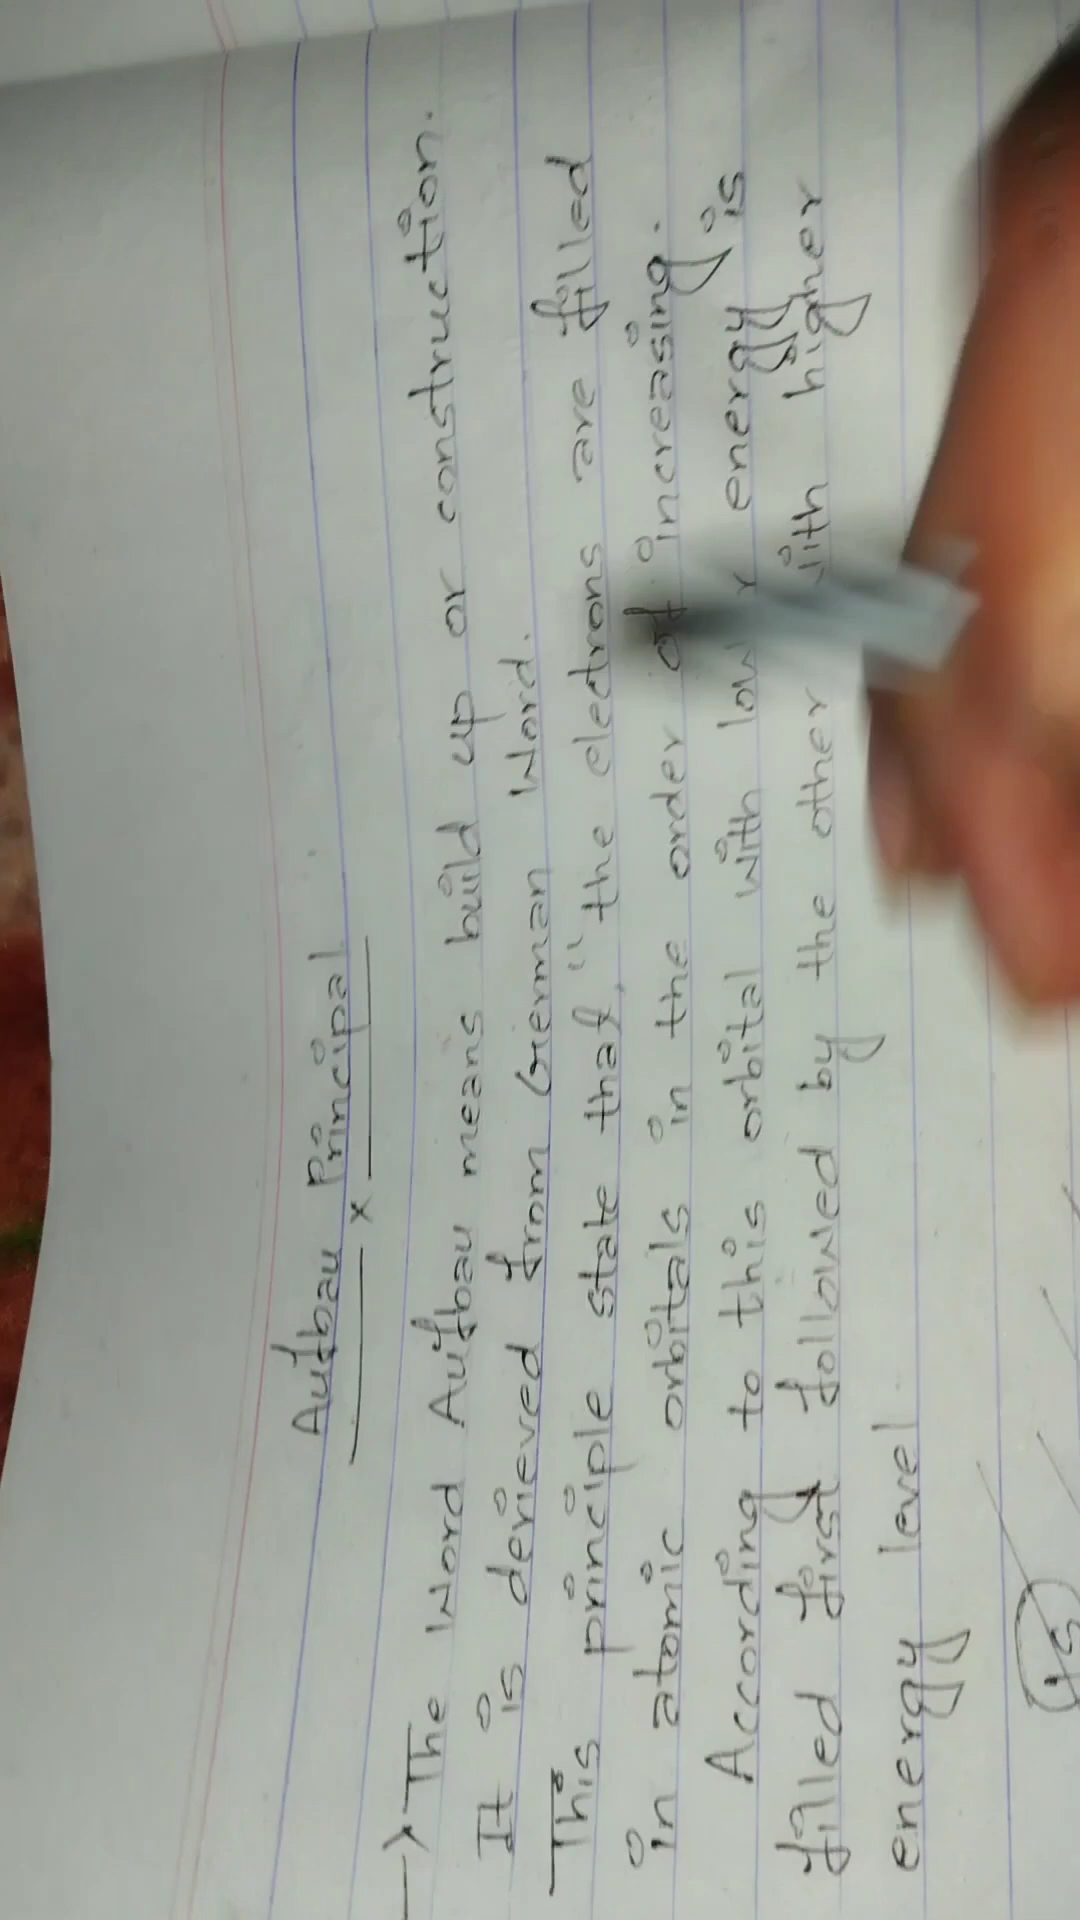 Aufbau Principal
x
→ The Word Aufbau means build up or construction.
It is derieved from German Word.
This principle state that, "the electrons are filled
in atomic orbitals in the order of increasing.
According to this orbital with energy is
filled first followed by the other with higher
energy level
1s